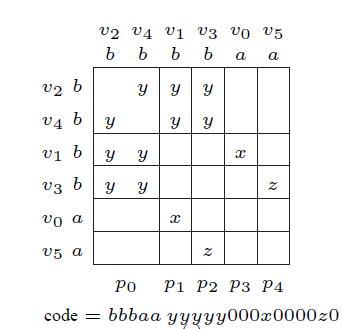 v2 v4 v1 v3 v0 v5
b b b b a a
v2 b y y y
v4 b y y y
v1 b y y x
v3 b y y z
v0 a x
v5 a z
p0 p1 p2 p3 p4
code = bbbaa yyyyy000x0000z0